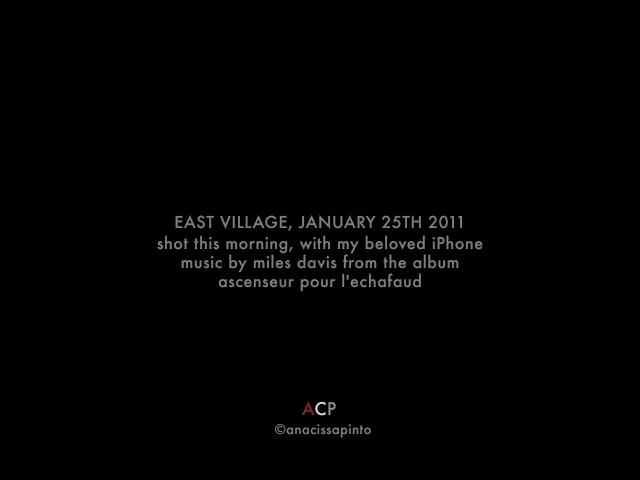 EAST VILLAGE, JANUARY 25TH 2011
shot this morning, with my beloved iPhone
music by miles davis from the album
ascenseur pour l'echafaud
ACP
©anacissapinto